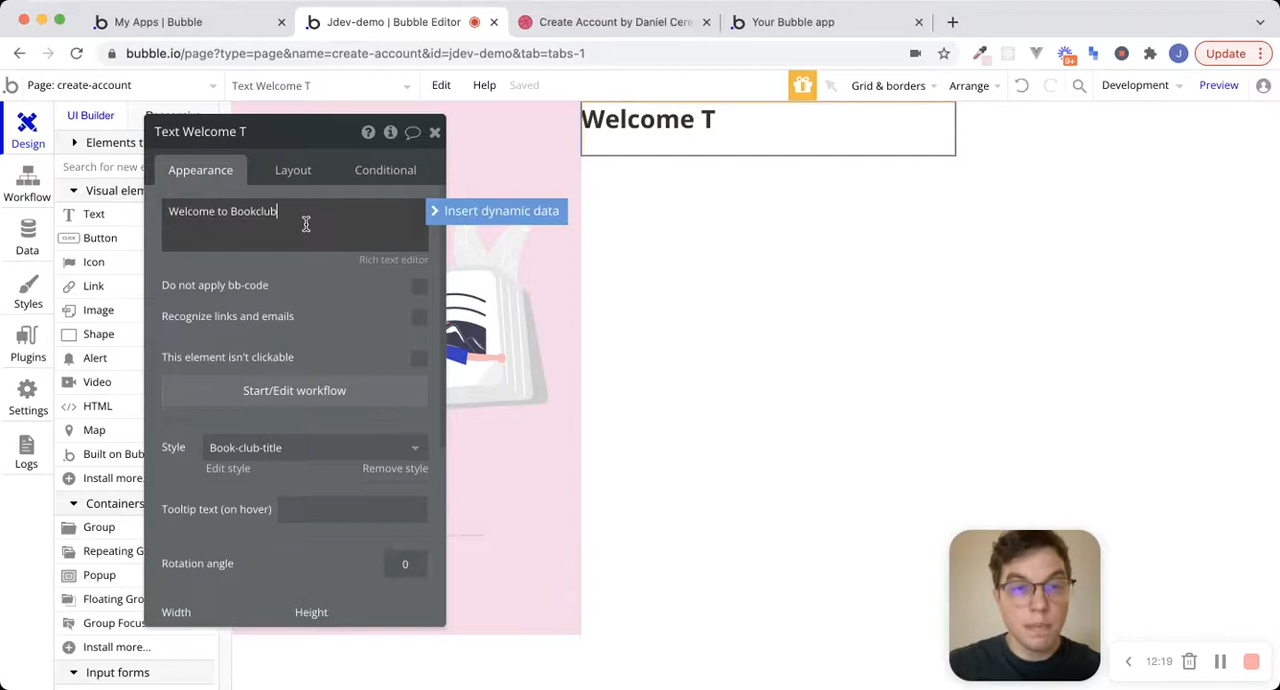 My Apps | Bubble
Jdev-demo | Bubble Editor
Create Account by Daniel Cere
Your Bubble app
bubble.io/page?type=page&name=create-account&id=jdev-demo&tab=tabs-1
9+
J
Update
Page: create-account
Text Welcome T
Edit
Help
Saved
Grid & borders
Arrange
Development
Preview
Design
Workflow
Data
Styles
Plugins
Settings
Logs
UI Builder
Elements t
Search for new e
Visual elem
Text
Button
CLICK
Icon
Link
Image
Shape
Alert
Video
</> HTML
Map
Built on Bub
Install more.
Containers
Group
Repeating G
Popup
Floating Gro
Group Focus
Install more...
Input forms
Text Welcome T
Appearance
Layout
Conditional
Welcome to Bookclub
Insert dynamic data
Rich text editor
Do not apply bb-code
Recognize links and emails
This element isn't clickable
Start/Edit workflow
Style
Book-club-title
Edit style
Remove style
Tooltip text (on hover)
Rotation angle
0
Width
Height
Welcome T
12:19